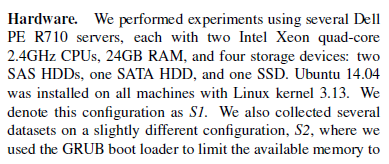 Hardware. We performed experiments using several Dell
PE R710 servers, each with two Intel Xeon quad-core
2.4GHz CPUs, 24GB RAM, and four storage devices: two
SAS HDDs, one SATA HDD, and one SSD. Ubuntu 14.04
was installed on all machines with Linux kernel 3.13. We
denote this configuration as S1. We also collected several
datasets on a slightly different configuration, S2, where we
used the GRUB boot loader to limit the available memory to